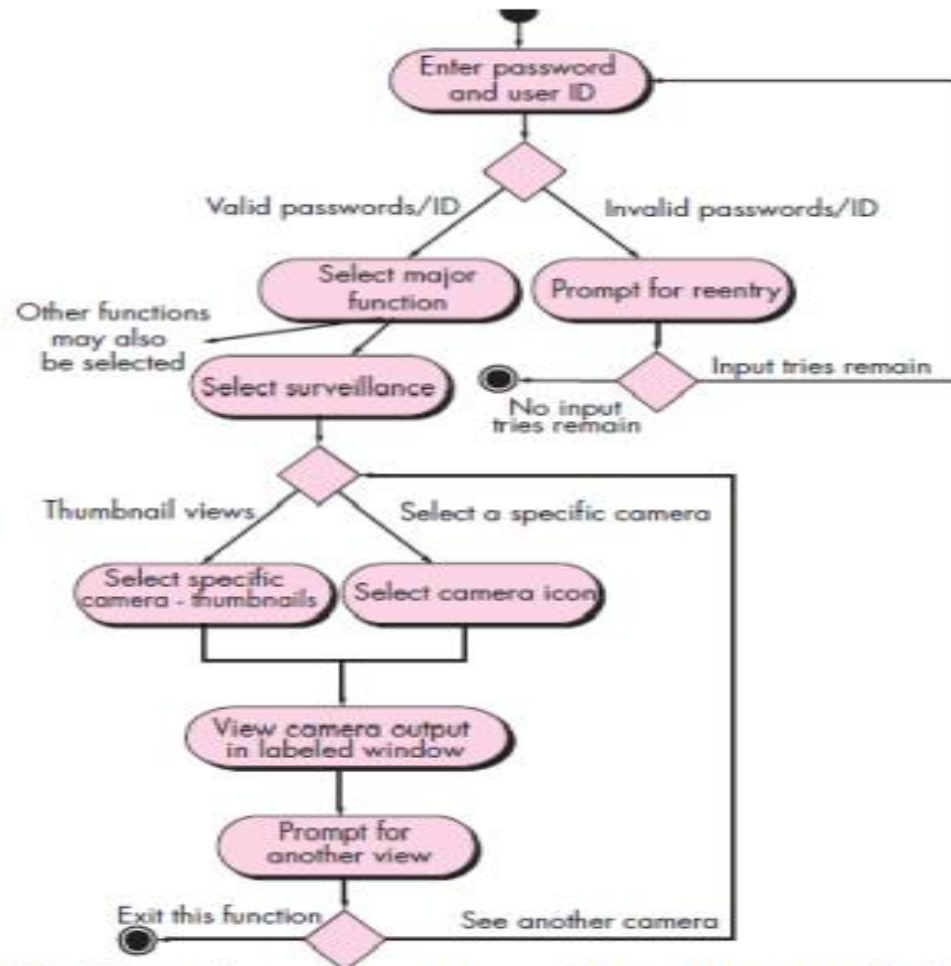 Enter password
and user ID
Valid passwords/ID
Invalid passwords/ID
Select major
function
Prompt for reentry
Other functions
may also
be selected
Select surveillance
Input tries remain
No input
tries remain
Thumbnail views
Select a specific camera
Select specific
camera - thumbnails
Select camera icon
View camera output
in labeled window
Prompt for
another view
Exit this function
See another camera